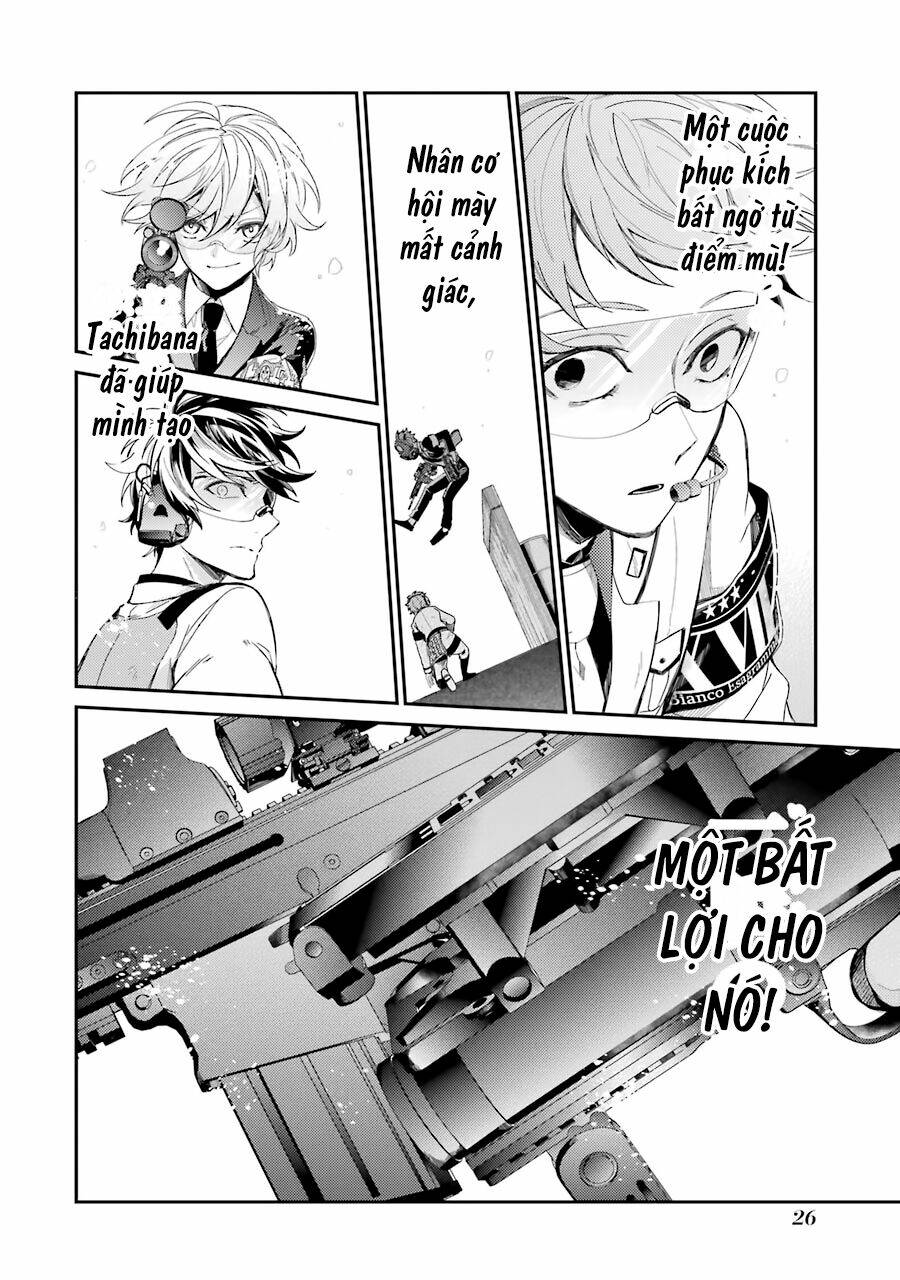 Một cuộc
phục kích
bất ngờ từ
điểm mù!
Nhân cơ
hội mày
mất cảnh
giác,
Tachibana
đã giúp
mình tạo
Bianco Esagramma
MỘT BẤT
LỢI CHO
NÓ!
26